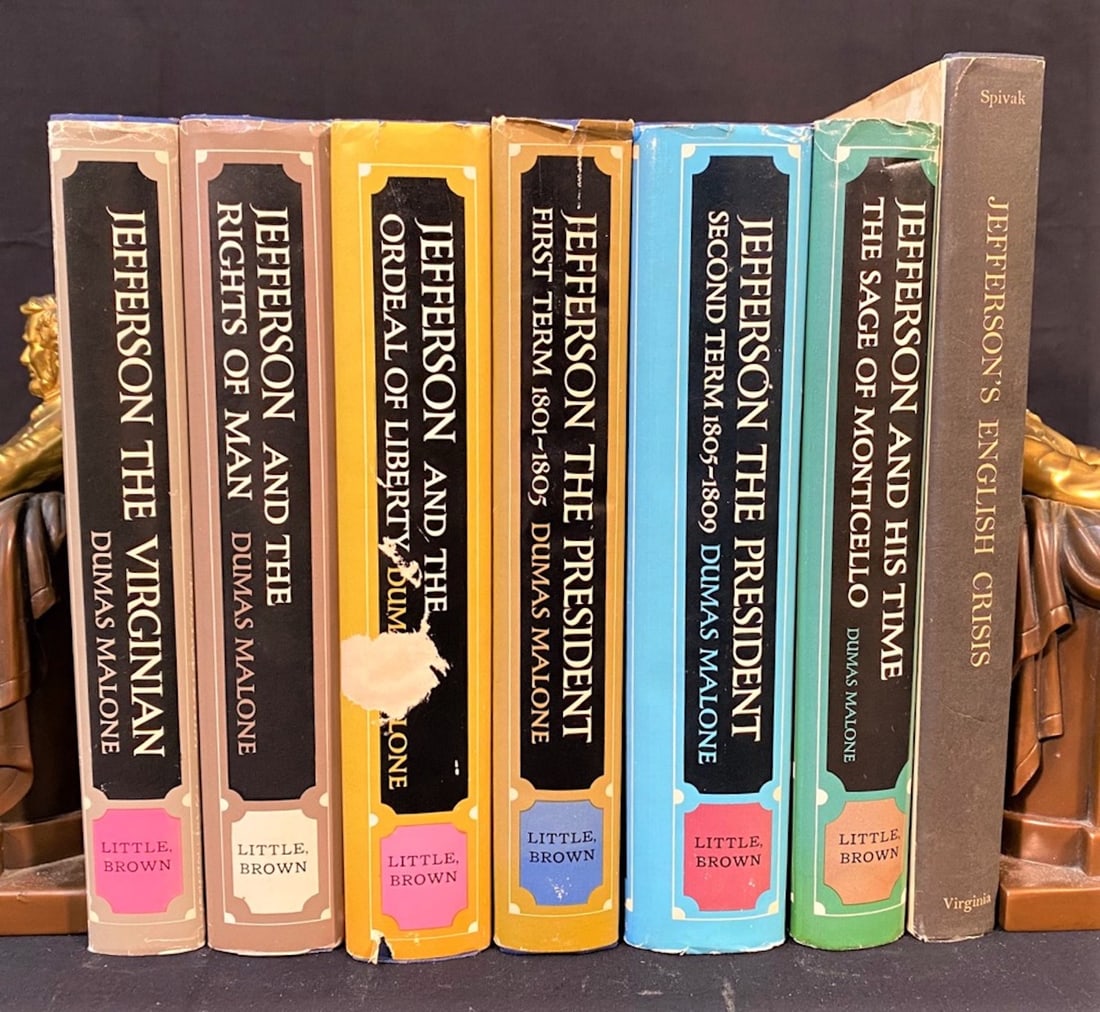 JEFFERSON THE VIRGINIAN
DUMAS MALONE
LITTLE,
BROWN
JEFFERSON AND THE
RIGHTS OF MAN DUMAS MALONE
LITTLE,
BROWN
JEFFERSON AND THE
ORDEAL OF LIBERTY DUM LONE
LITTLE,
BROWN
JEFFERSON THE PRESIDENT
FIRST TERM 1801-1805 DUMAS MALONE
LITTLE,
BROWN
JEFFERSON THE PRESIDENT
SECOND TERM 1805-1809 DUMAS MALONE
LITTLE,
BROWN
JEFFERSON AND HIS TIME
THE SAGE OF MONTICELLO DUMAS MALONE
LITTLE,
BROWN
Spivak
JEFFERSON'S ENGLISH CRISIS
Virginia